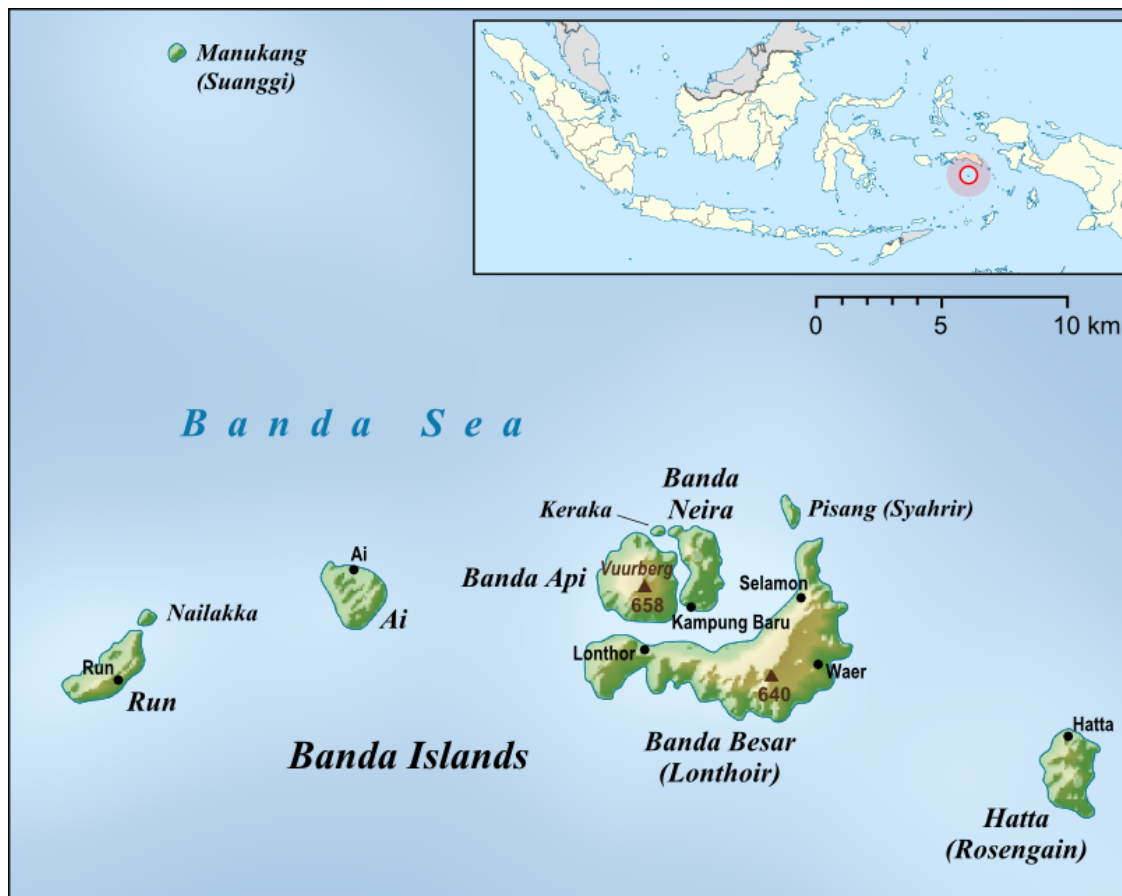 Manukang
(Suanggi)
0 5 10 km
Banda Sea
Banda
Neira
Keraka
Pisang (Syahrir)
Ai
Vuurberg
Banda Api
658
Selamon
Nailakka
Ai
Kampung Baru
Lonthor
Run
Waer
Run
640
Hatta
Banda Islands
Banda Besar
(Lonthoir)
Hatta
(Rosengain)